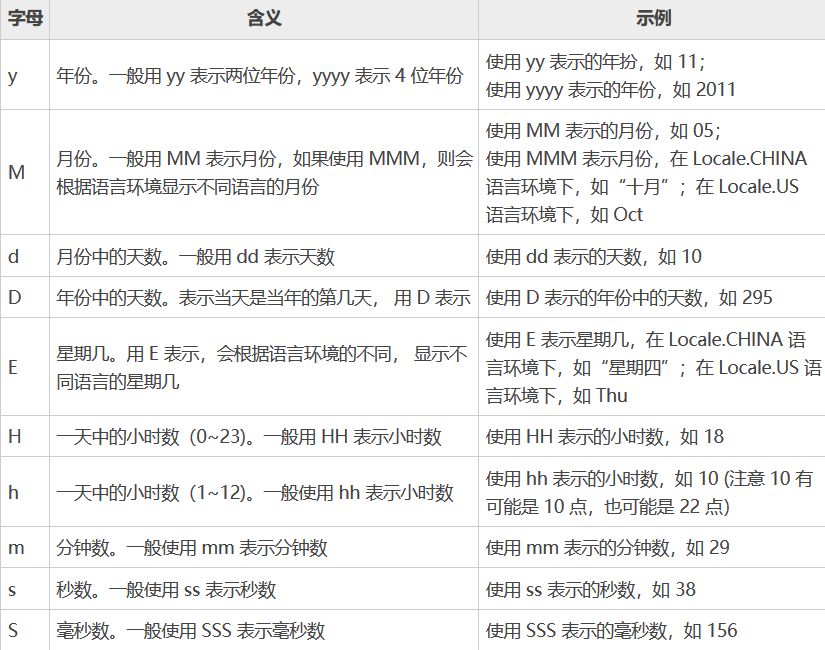 字母 含义 示例
y 年份。一般用 yy 表示两位年份，yyyy 表示 4 位年份 使用 yy 表示的年扮，如 11；
使用 yyyy 表示的年份，如 2011
M 月份。一般用 MM 表示月份，如果使用 MMM，则会
根据语言环境显示不同语言的月份
使用 MM 表示的月份，如 05；
使用 MMM 表示月份，在 Locale.CHINA
语言环境下，如“十月”；在 Locale.US
语言环境下，如 Oct
d 月份中的天数。一般用 dd 表示天数 使用 dd 表示的天数，如 10
D 年份中的天数。表示当天是当年的第几天， 用 D 表示 使用 D 表示的年份中的天数，如 295
E 星期几。用 E 表示，会根据语言环境的不同， 显示不
同语言的星期几
使用 E 表示星期几，在 Locale.CHINA 语
言环境下，如“星期四”；在 Locale.US 语
言环境下，如 Thu
H 一天中的小时数（0~23)。一般用 HH 表示小时数 使用 HH 表示的小时数，如 18
h 一天中的小时数（1~12)。一般使用 hh 表示小时数 使用 hh 表示的小时数，如 10 (注意 10 有
可能是 10 点，也可能是 22 点）
m 分钟数。一般使用 mm 表示分钟数 使用 mm 表示的分钟数，如 29
s 秒数。一般使用 ss 表示秒数 使用 ss 表示的秒数，如 38
S 毫秒数。一般使用 SSS 表示毫秒数 使用 SSS 表示的毫秒数，如 156